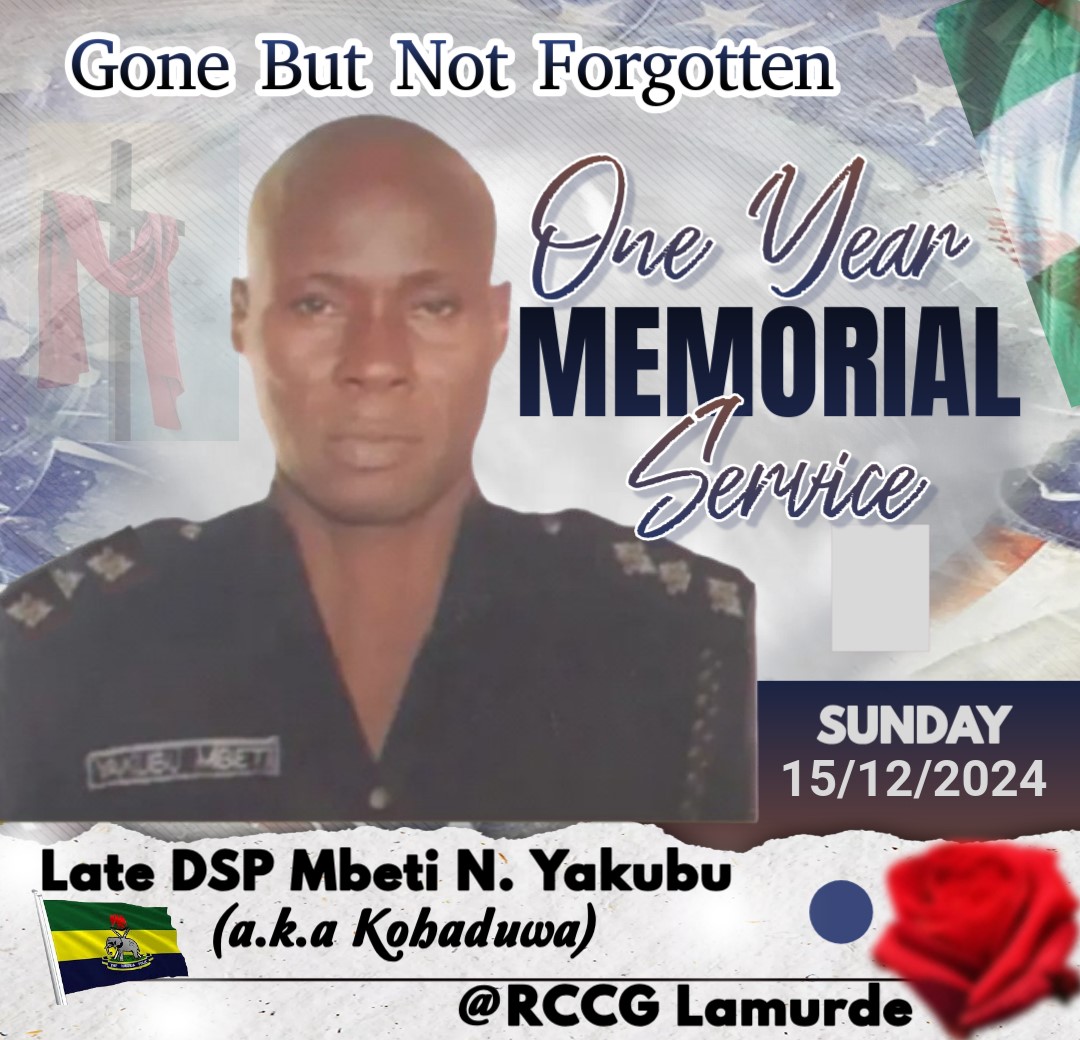 Gone But Not Forgotten
One Year
MEMORIAL
Service
YAKUBU MBETI
SUNDAY
15/12/2024
Late DSP Mbeti N. Yakubu
(a.k.a Kohaduwa)
@RCCG Lamurde